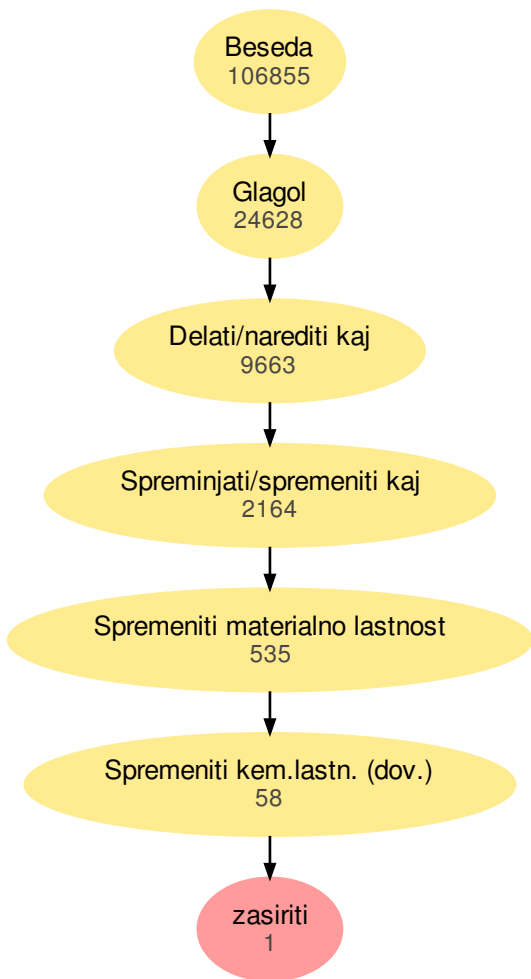 Beseda
106855
Glagol
24628
Delati/narediti kaj
9663
Spreminjati/spremeniti kaj
2164
Spremeniti materialno lastnost
535
Spremeniti kem.lastn. (dov.)
58
zasiriti
1